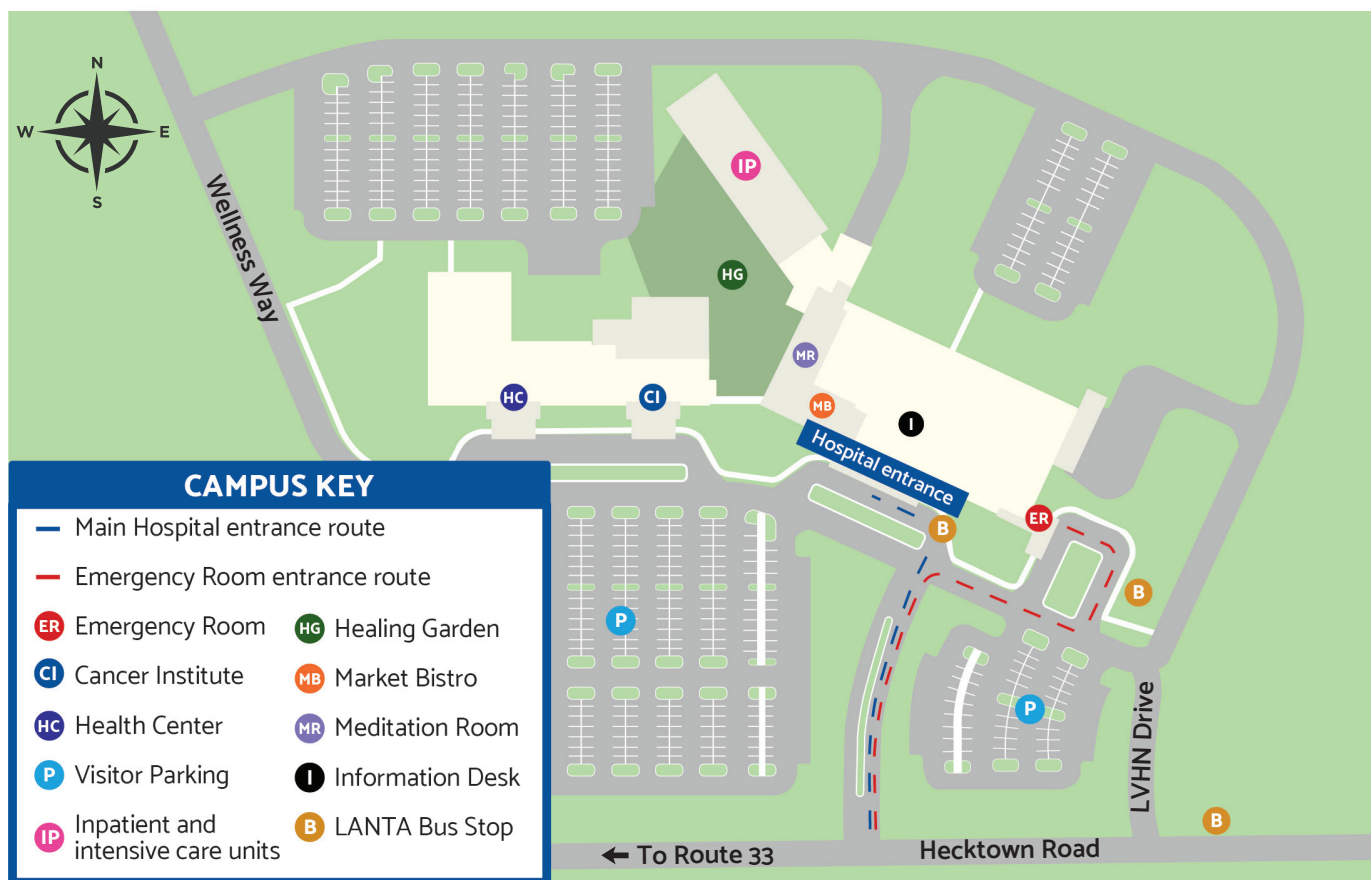 N
W
E
S
Wellness Way
IP
HG
MR
HC
CI
MB
I
Hospital entrance
ER
B
B
P
P
LVHN Drive
B
← To Route 33
Hecktown Road
CAMPUS KEY
Main Hospital entrance route
Emergency Room entrance route
ER Emergency Room
CI Cancer Institute
HC Health Center
P Visitor Parking
IP Inpatient and
intensive care units
HG Healing Garden
MB Market Bistro
MR Meditation Room
I Information Desk
B LANTA Bus Stop